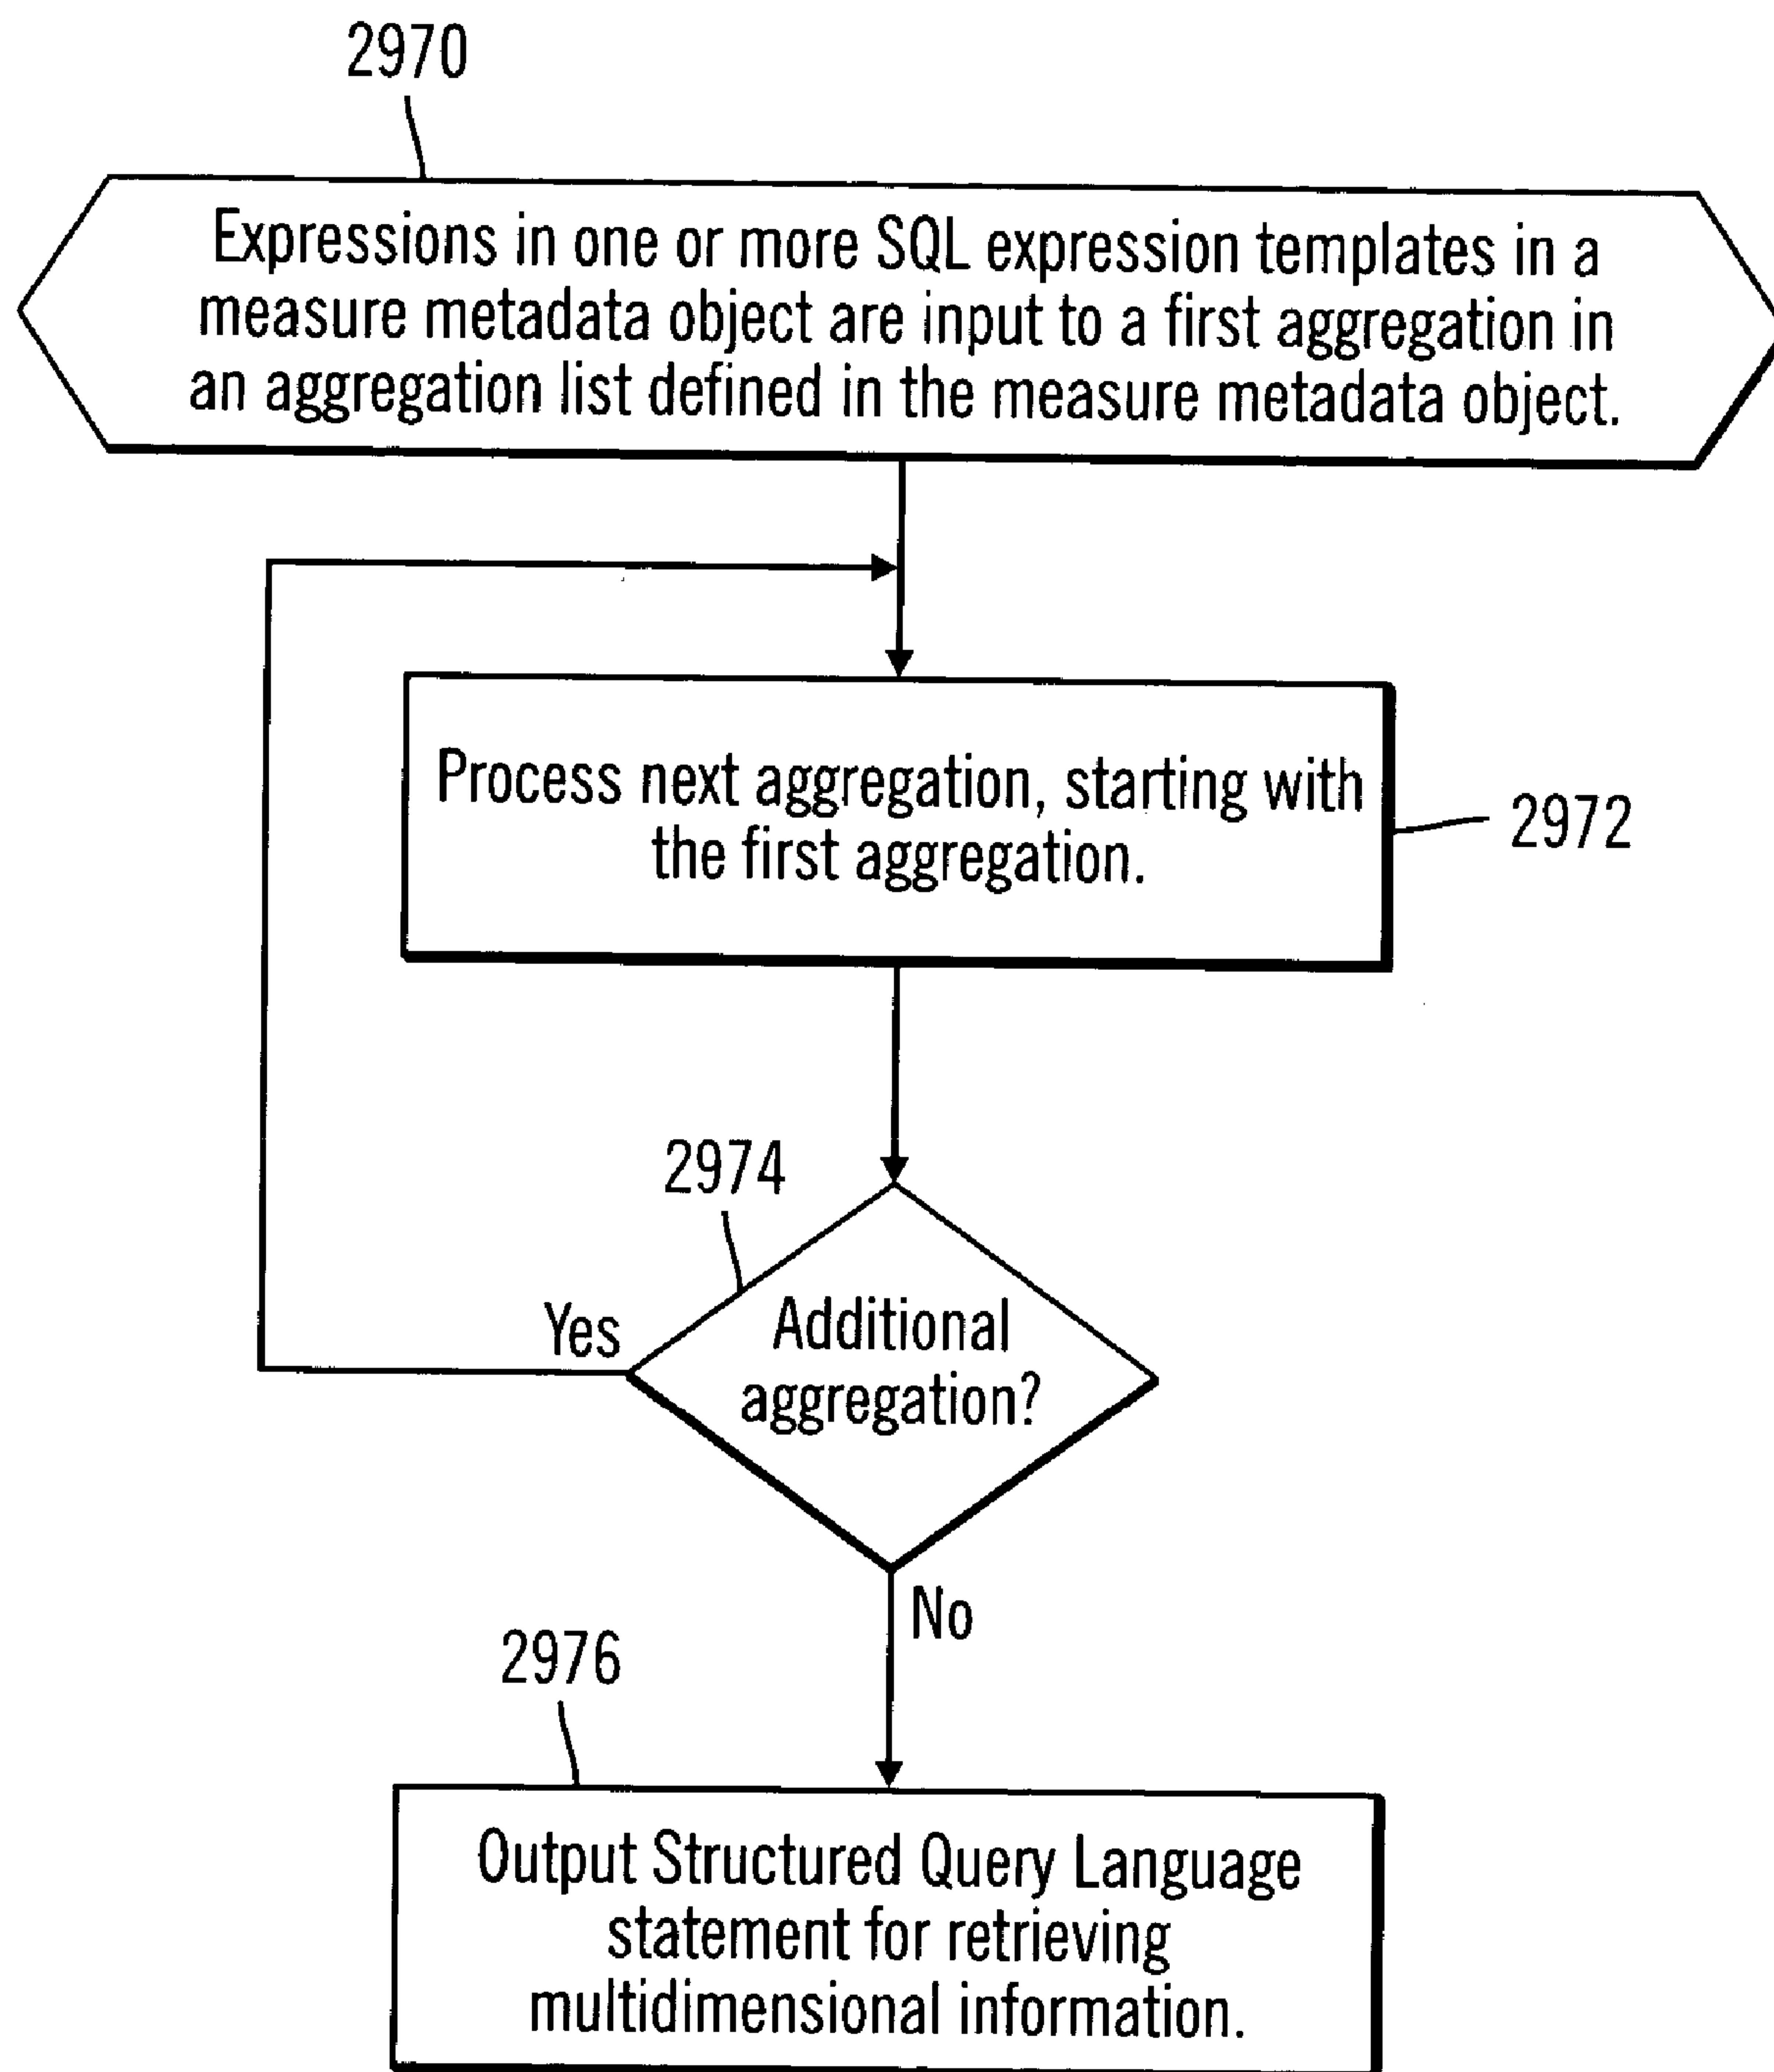 2970
Expressions in one or more SQL expression templates in a
measure metadata object are input to a first aggregation in
an aggregation list defined in the measure metadata object.
Process next aggregation, starting with
the first aggregation.
2972
2974
Yes
Additional
aggregation?
No
2976
Output Structured Query Language
statement for retrieving
multidimensional information.